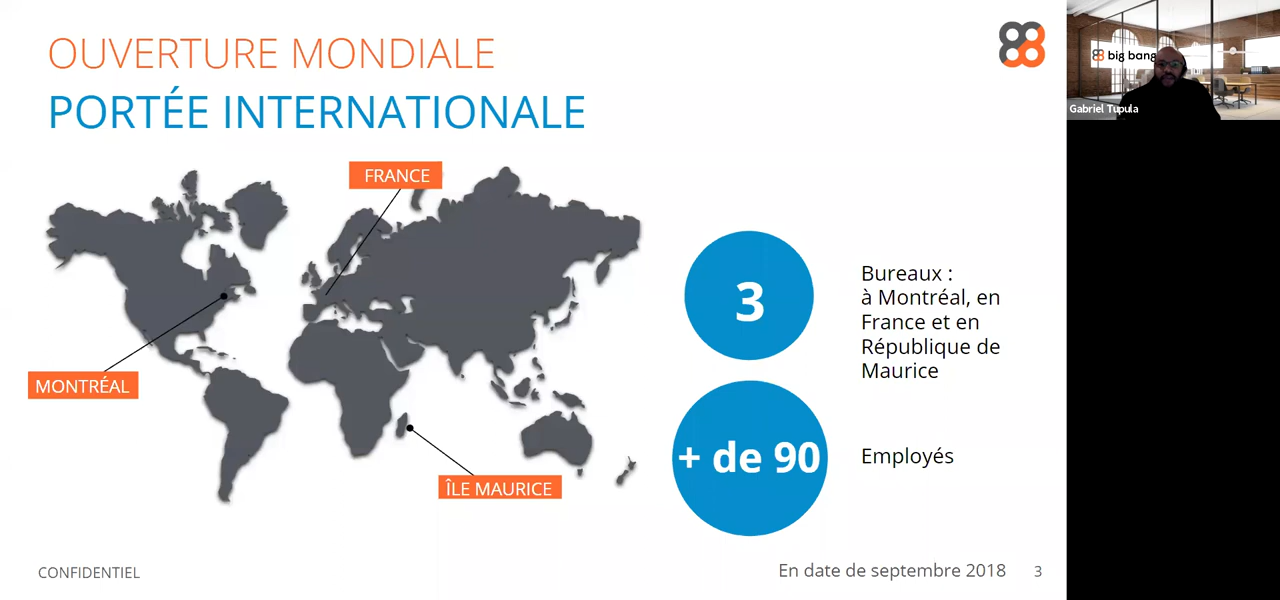 OUVERTURE MONDIALE
PORTÉE INTERNATIONALE
big bang
Gabriel Tupula
FRANCE
MONTRÉAL
ÎLE MAURICE
3
Bureaux :
à Montréal, en
France et en
République de
Maurice
+ de 90
Employés
CONFIDENTIEL
En date de septembre 2018
3